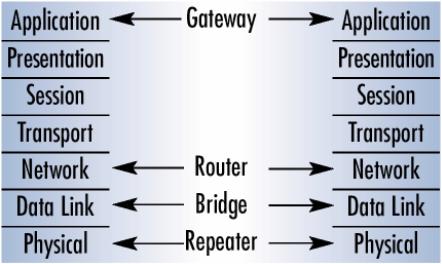 Application Gateway Application
Presentation Presentation
Session Session
Transport Transport
Network Router Network
Data Link Bridge Data Link
Physical Repeater Physical